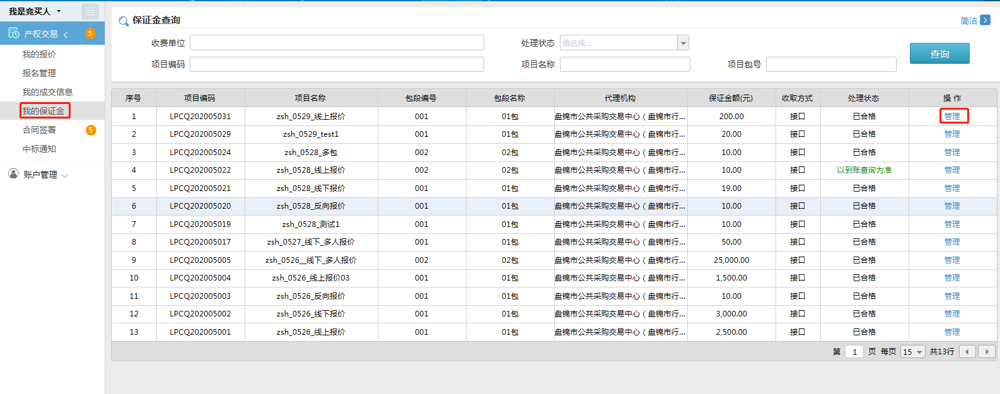 我是竞买人
产权交易 5
我的报价
报名管理
我的成交信息
我的保证金
合同签署 5
中标通知
账户管理
保证金查询 简洁
收费单位 处理状态 请选择...
项目编码 项目名称 项目包号 查询
序号 项目编码 项目名称 包段编号 包段名称 代理机构 保证金额(元) 收取方式 处理状态 操 作
1 LPCQ202005031 zsh_0529_线上报价 001 01包 盘锦市公共采购交易中心（盘锦市行... 200.00 接口 已合格 管理
2 LPCQ202005029 zsh_0529_test1 001 01包 盘锦市公共采购交易中心（盘锦市行... 20.00 接口 已合格 管理
3 LPCQ202005024 zsh_0528_多包 002 02包 盘锦市公共采购交易中心（盘锦市行... 10.00 接口 已合格 管理
4 LPCQ202005022 zsh_0528_线上报价 002 02包 盘锦市公共采购交易中心（盘锦市行... 10.00 接口 以到账查询为准 管理
5 LPCQ202005021 zsh_0528_线下报价 001 01包 盘锦市公共采购交易中心（盘锦市行... 19.00 接口 已合格 管理
6 LPCQ202005020 zsh_0528_反向报价 001 01包 盘锦市公共采购交易中心（盘锦市行... 10.00 接口 已合格 管理
7 LPCQ202005019 zsh_0528_测试1 001 01包 盘锦市公共采购交易中心（盘锦市行... 10.00 接口 已合格 管理
8 LPCQ202005017 zsh_0527_线下_多人报价 001 01包 盘锦市公共采购交易中心（盘锦市行... 50.00 接口 已合格 管理
9 LPCQ202005005 zsh_0526__线下_多人报价 002 02包 盘锦市公共采购交易中心（盘锦市行... 25,000.00 接口 已合格 管理
10 LPCQ202005004 zsh_0526_线上报价03 001 01包 盘锦市公共采购交易中心（盘锦市行... 1,500.00 接口 已合格 管理
11 LPCQ202005003 zsh_0526_反向报价 001 01包 盘锦市公共采购交易中心（盘锦市行... 10.00 接口 已合格 管理
12 LPCQ202005002 zsh_0526_线下报价 001 01包 盘锦市公共采购交易中心（盘锦市行... 3,000.00 接口 已合格 管理
13 LPCQ202005001 zsh_0526_线上报价 001 01包 盘锦市公共采购交易中心（盘锦市行... 2,500.00 接口 已合格 管理
第 1 页 每页 15 共13行